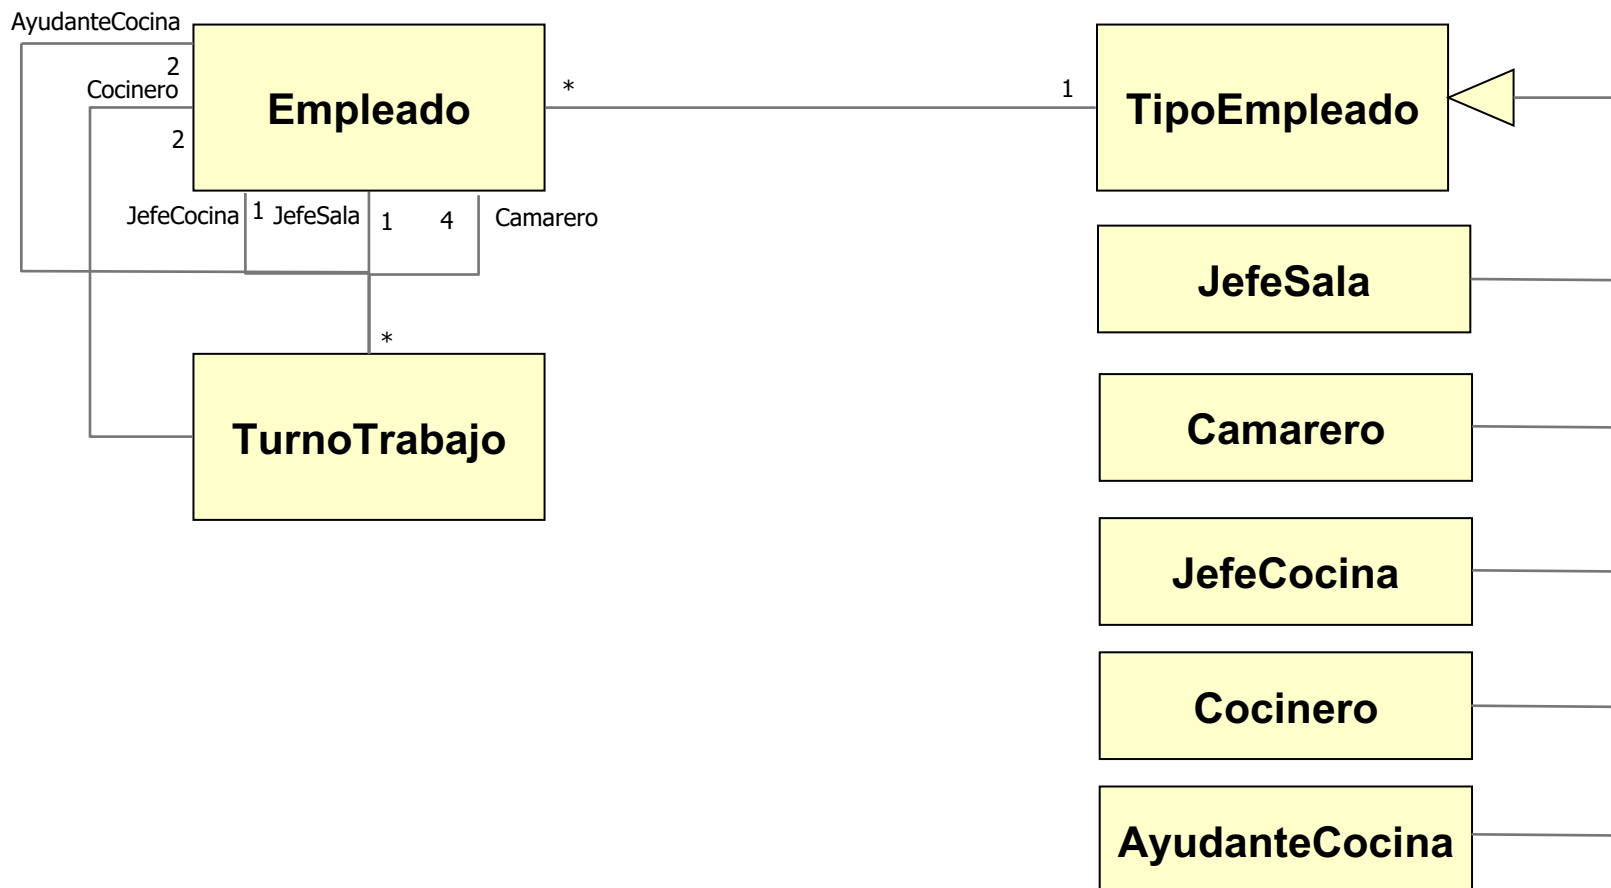 AyudanteCocina
2
Cocinero
2
Empleado
* 1
TipoEmpleado
JefeCocina 1 JefeSala 1 4 Camarero
*
TurnoTrabajo
JefeSala
Camarero
JefeCocina
Cocinero
AyudanteCocina